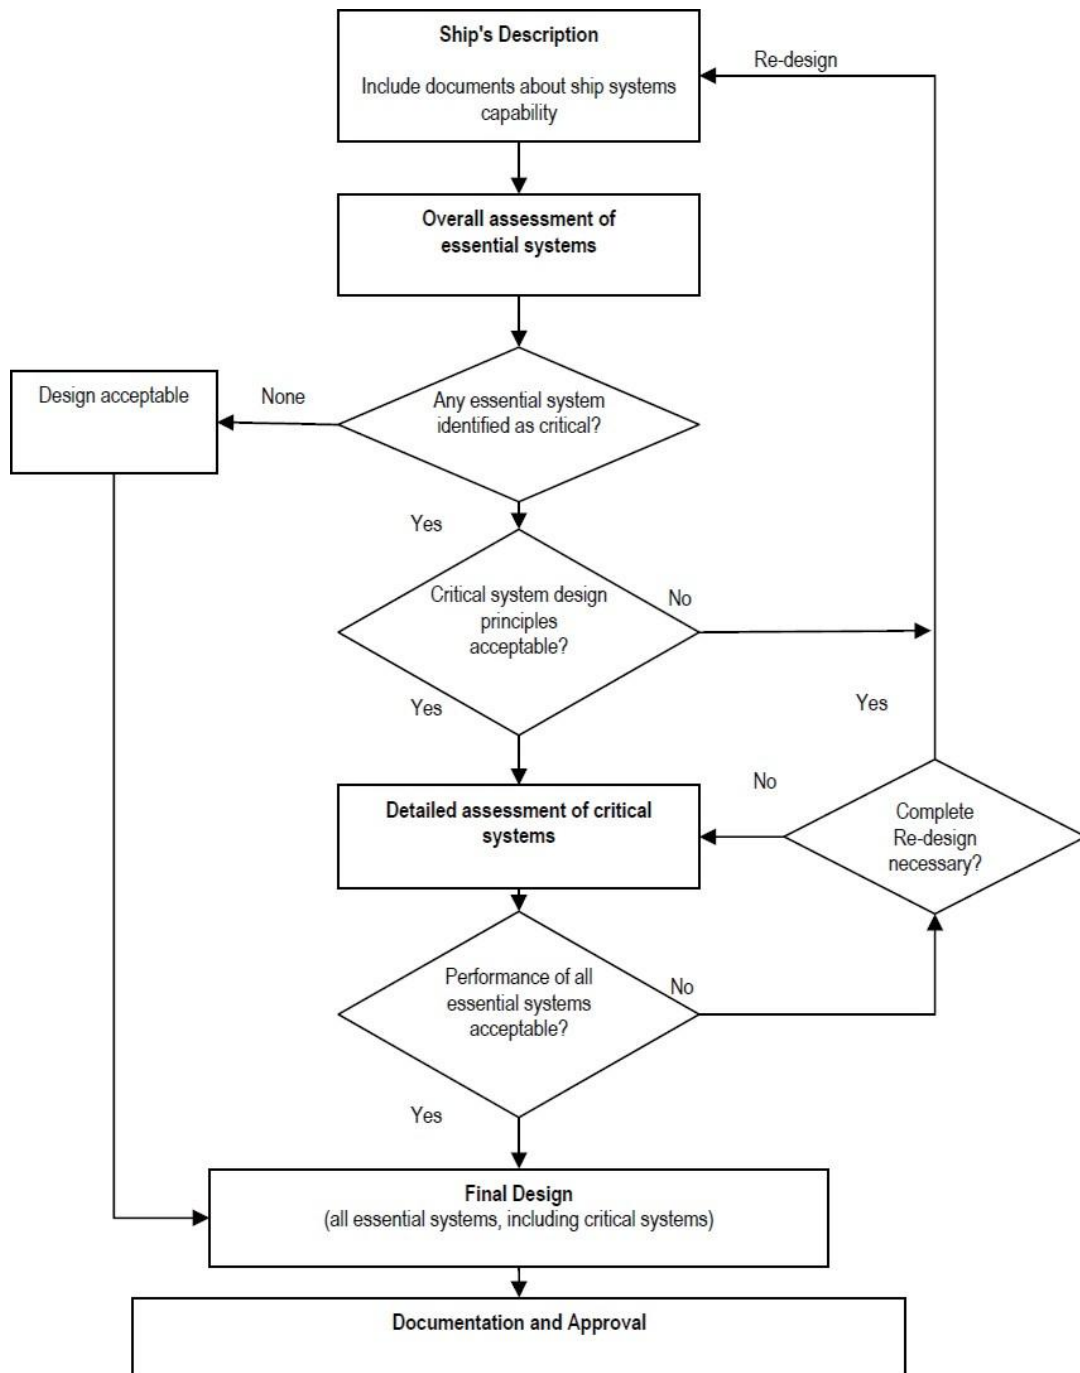 Ship's Description
Include documents about ship systems
capability
Re-design
Overall assessment of
essential systems
Design acceptable
None
Any essential system
identified as critical?
Yes
Critical system design
principles
acceptable?
No
Yes
Yes
Detailed assessment of critical
systems
No
Complete
Re-design
necessary?
Performance of all
essential systems
acceptable?
No
Yes
Final Design
(all essential systems, including critical systems)
Documentation and Approval